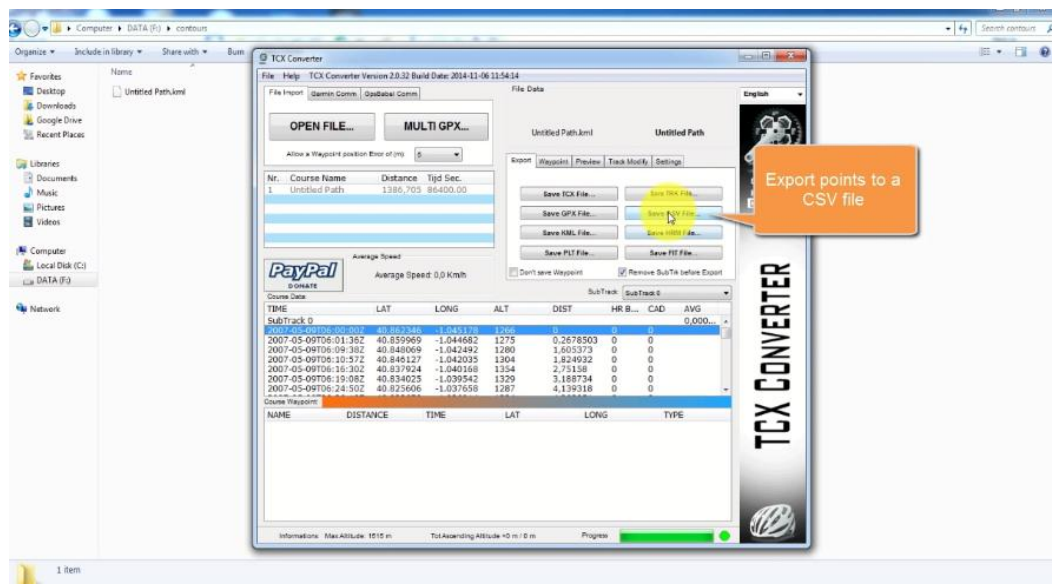 Computer ▸ DATA (F:) ▸ contours
Search contours
Organize
Include in library
Share with
Burn
Favorites
Desktop
Downloads
Google Drive
Recent Places
Libraries
Documents
Music
Pictures
Videos
Computer
Local Disk (C:)
DATA (F:)
Network
Name
Untitled Path.kml
TCX Converter
File Help TCX Converter Version 2.0.32 Build Date: 2014-11-06 11:54:14
File Import Garmin Comm GpsBabel Comm
OPEN FILE... MULTI GPX...
Allow a Waypoint position Error of (m) 5
Nr. Course Name Distance Tijd Sec.
1 Untitled Path 1386,705 86400.00
PayPal
DONATE
Average Speed
Average Speed: 0,0 Km/h
File Data
Untitled Path.kml Untitled Path
Export Waypoint Preview Track Modify Settings
Save TCX File... Save TRK File...
Save GPX File... Save CSV File...
Save KML File... Save HRM File...
Save PLT File... Save FIT File...
Don't save Waypoint Remove SubTrk before Export
SubTrack SubTrack 0
English
Export points to a
CSV file
TCX CONVERTER
Course Data
TIME LAT LONG ALT DIST HR B... CAD AVG
SubTrack 0 0,000...
2007-05-09T06:00:00Z 40.862346 -1.045178 1266 0 0 0
2007-05-09T06:01:36Z 40.859969 -1.044682 1275 0,2678503 0 0
2007-05-09T06:09:38Z 40.848069 -1.042492 1280 1,605373 0 0
2007-05-09T06:10:57Z 40.846127 -1.042035 1304 1,824932 0 0
2007-05-09T06:16:30Z 40.837924 -1.040168 1354 2,75158 0 0
2007-05-09T06:19:08Z 40.834025 -1.039542 1329 3,188734 0 0
2007-05-09T06:24:50Z 40.825606 -1.037658 1287 4,139318 0 0
Course Waypoint
NAME DISTANCE TIME LAT LONG TYPE
Informations Max Altitude: 1515 m Tot Ascending Altitude +0 m / 0 m Progress
1 item